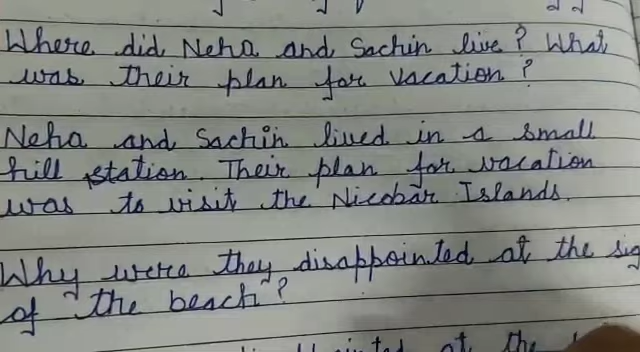 Where did Neha and Sachin live? What
was their plan for vacation?
Neha and Sachin lived in a small
hill station. Their plan for vacation
was to visit the Nicobar Islands.
Why were they disappointed at the
of the beach?
at the